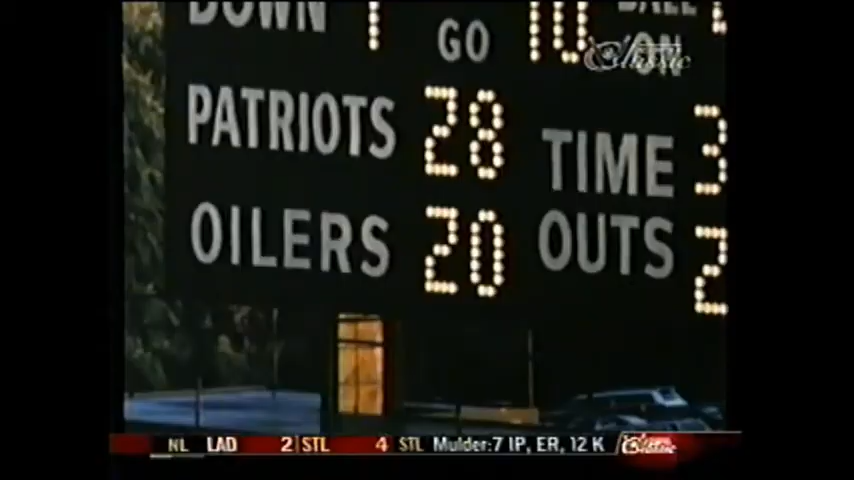 DOWN 1 GO 10 BALL ON
Classic
PATRIOTS 28 TIME 3
OILERS 20 OUTS 2
NL LAD 2 STL 4 STL Mulder:7 IP, ER, 12 K Classic